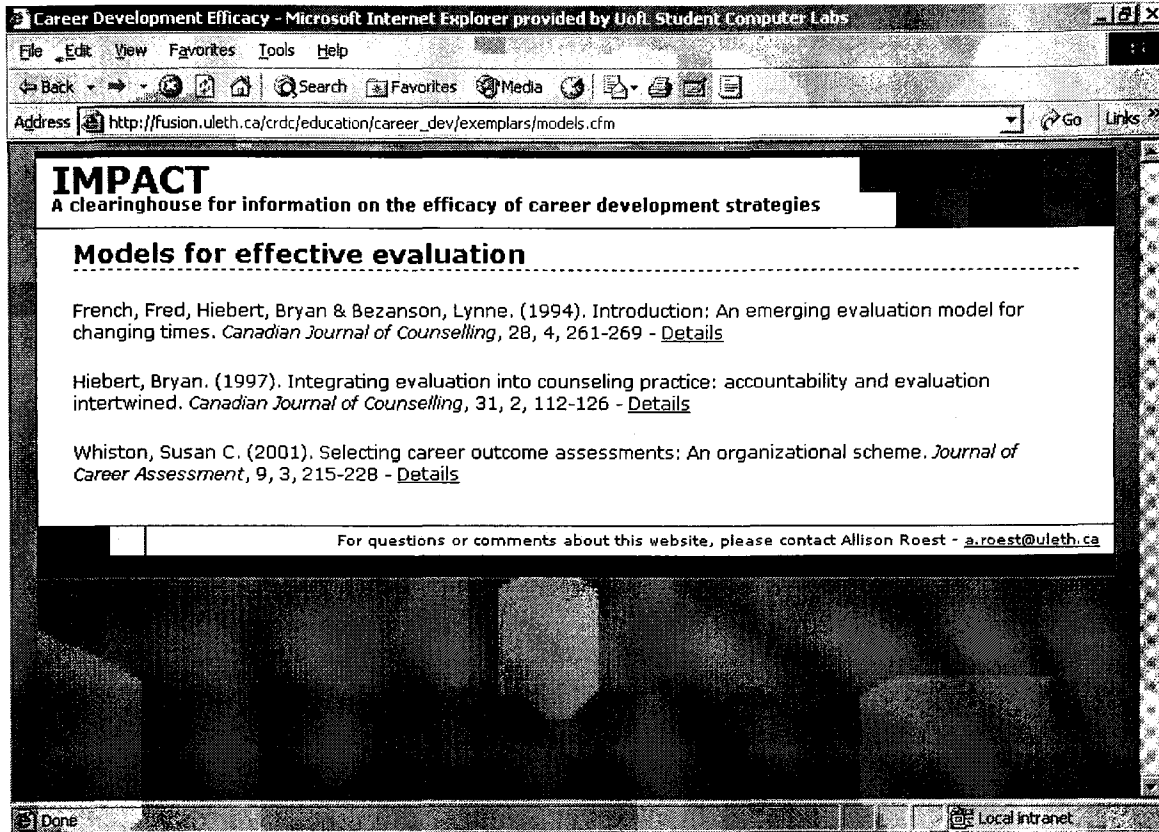 Career Development Efficacy - Microsoft Internet Explorer provided by UofL Student Computer Labs
File Edit View Favorites Tools Help
Back Search Favorites Media
Address http://fusion.uleth.ca/crdc/education/career_dev/exemplars/models.cfm Go Links »
IMPACT
A clearinghouse for information on the efficacy of career development strategies
Models for effective evaluation
French, Fred, Hiebert, Bryan & Bezanson, Lynne. (1994). Introduction: An emerging evaluation model for
changing times. Canadian Journal of Counselling, 28, 4, 261-269 - Details
Hiebert, Bryan. (1997). Integrating evaluation into counseling practice: accountability and evaluation
intertwined. Canadian Journal of Counselling, 31, 2, 112-126 - Details
Whiston, Susan C. (2001). Selecting career outcome assessments: An organizational scheme. Journal of
Career Assessment, 9, 3, 215-228 - Details
For questions or comments about this website, please contact Allison Roest - a.roest@uleth.ca
Done Local intranet